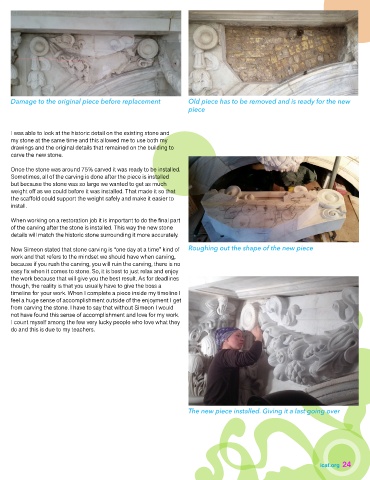 Damage to the original piece before replacement
Old piece has to be removed and is ready for the new
piece
I was able to look at the historic detail on the existing stone and
my stone at the same time and this allowed me to use both my
drawings and the original details that remained on the building to
carve the new stone.
Once the stone was around 75% carved it was ready to be installed.
Sometimes, all of the carving is done after the piece is installed
but because the stone was so large we wanted to get as much
weight off as we could before it was installed. That made it so that
the scaffold could support the weight safely and make it easier to
install.
When working on a restoration job it is important to do the final part
of the carving after the stone is installed. This way the new stone
details will match the historic stone surrounding it more accurately.
Now Simeon stated that stone carving is "one day at a time" kind of
work and that refers to the mindset we should have when carving,
because if you rush the carving, you will ruin the carving, there is no
easy fix when it comes to stone. So, it is best to just relax and enjoy
the work because that will give you the best result. As for deadlines
though, the reality is that you usually have to give the boss a
timeline for your work. When I complete a piece inside my timeline I
feel a huge sense of accomplishment outside of the enjoyment I get
from carving the stone. I have to say that without Simeon I would
not have found this sense of accomplishment and love for my work.
I count myself among the few very lucky people who love what they
do and this is due to my teachers.
Roughing out the shape of the new piece
The new piece installed. Giving it a last going over
isal.org 24